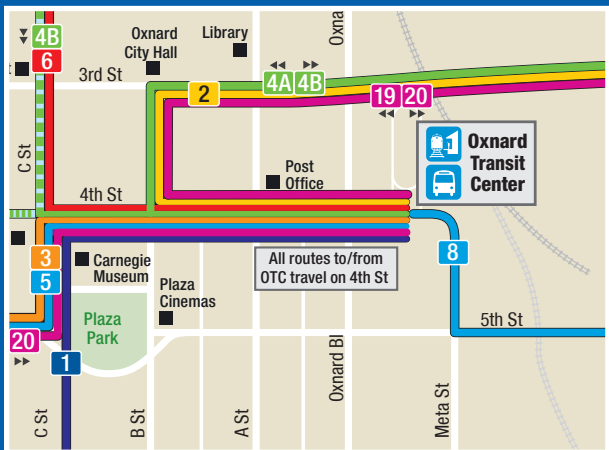 4B
6
Oxnard
City Hall
Library
3rd St
2
4A 4B
19 20
Oxnard
Transit
Center
C St
4th St
Post
Office
3
5
Carnegie
Museum
All routes to/from
OTC travel on 4th St
8
Plaza
Cinemas
Plaza
Park
5th St
20
1
C St
B St
A St
Oxnard Bl
Meta St